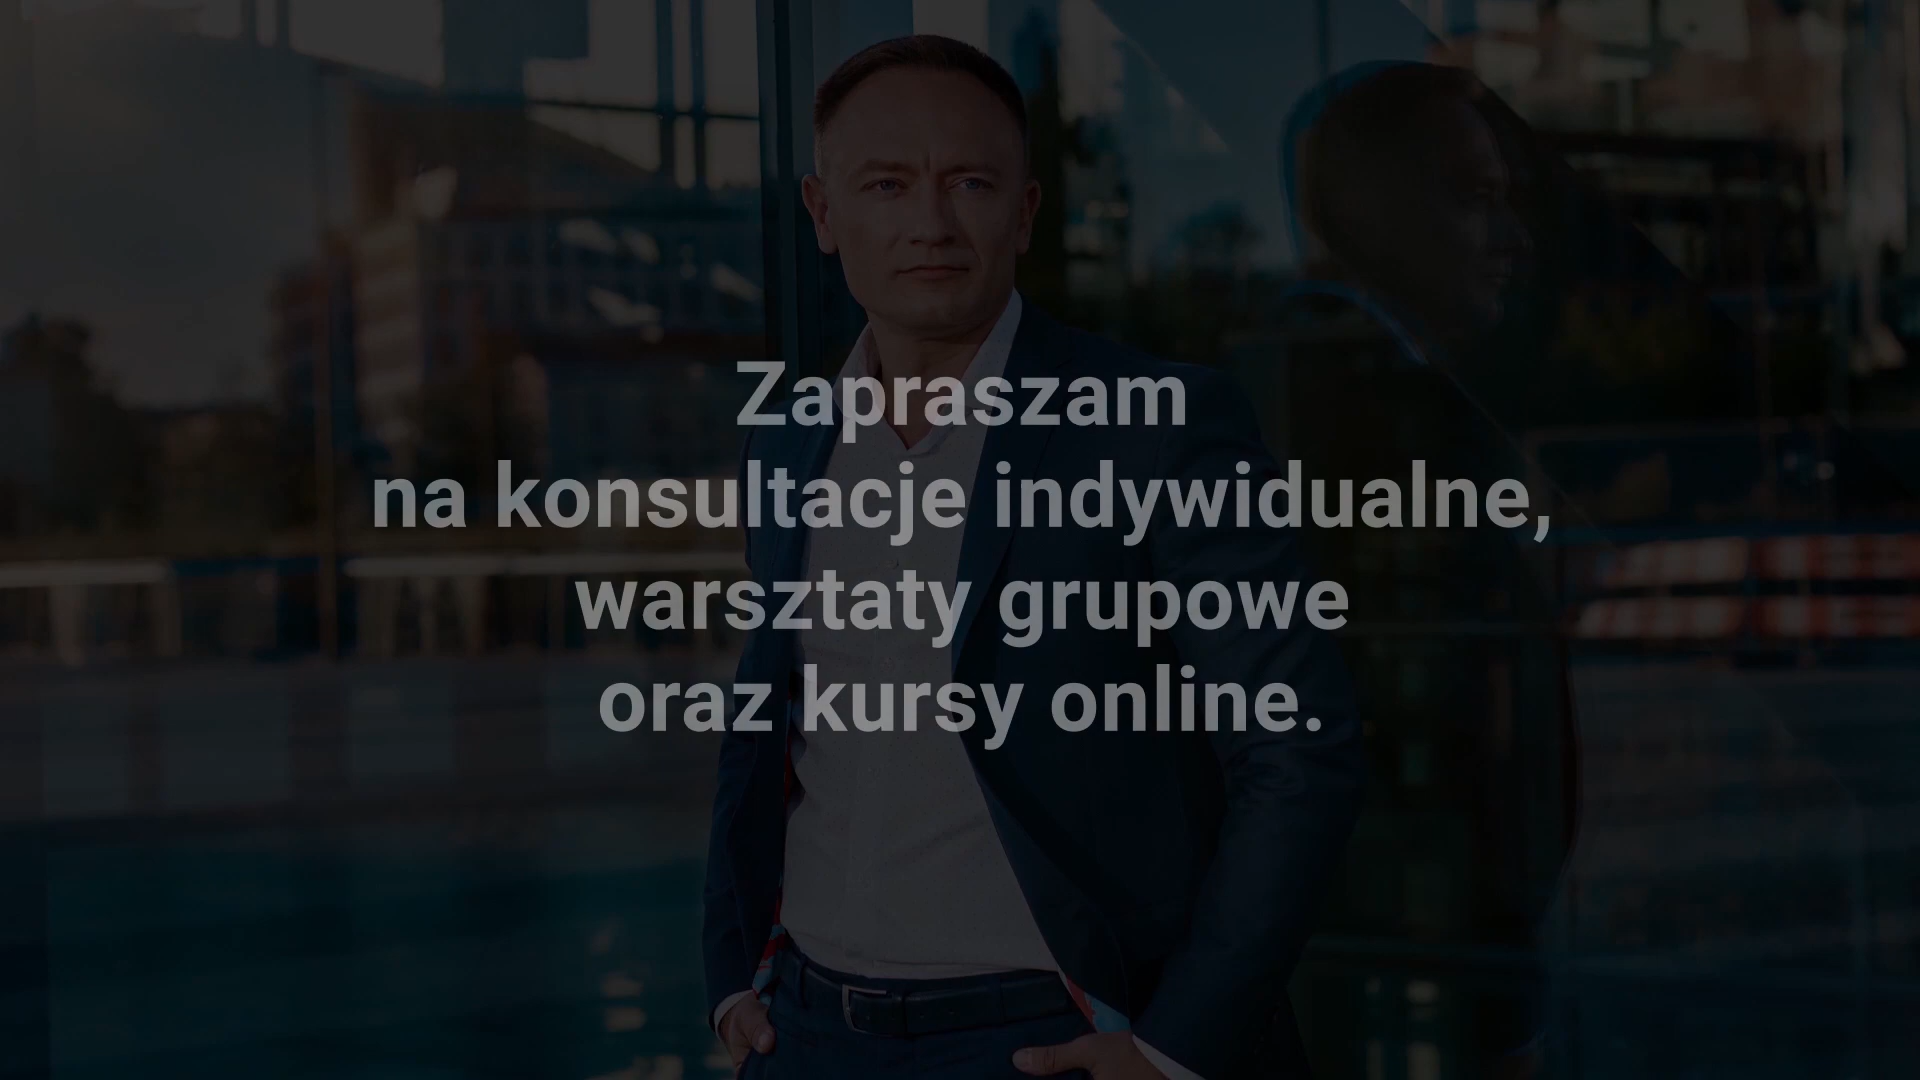 Zapraszam
na konsultacje indywidualne,
warsztaty grupowe
oraz kursy online.